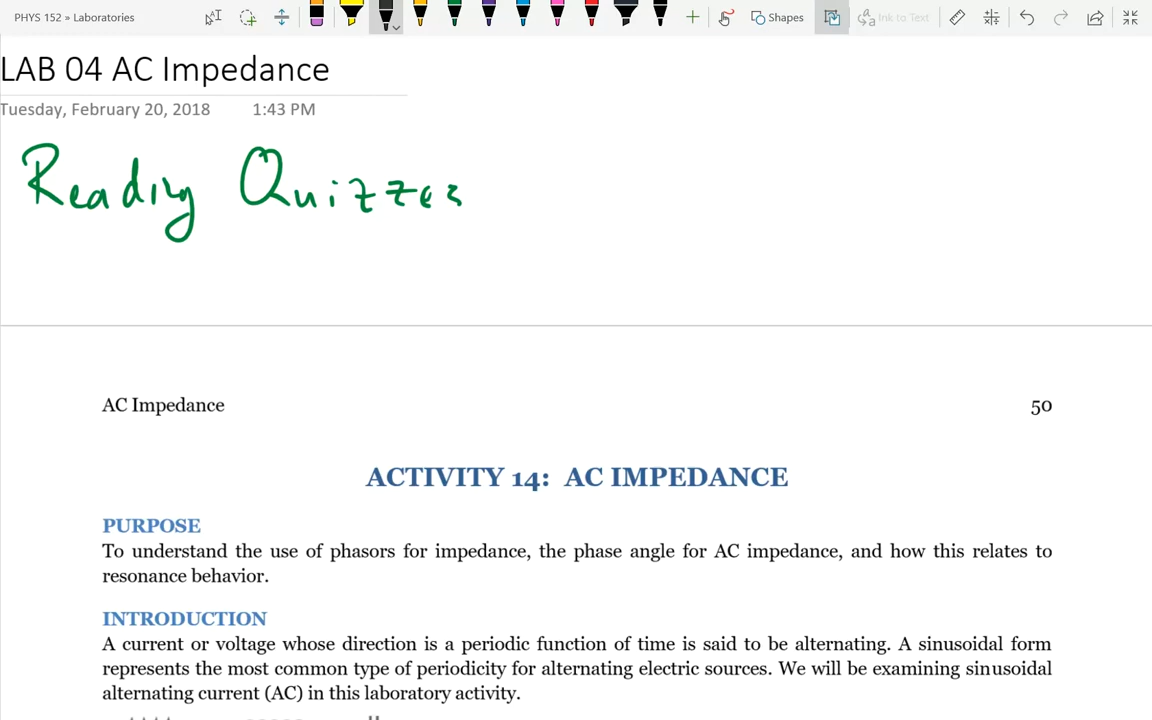 PHYS 152 » Laboratories
Shapes
Ink to Text
LAB 04 AC Impedance
Tuesday, February 20, 2018 1:43 PM
Reading Quizzes
AC Impedance 50
ACTIVITY 14: AC IMPEDANCE
PURPOSE
To understand the use of phasors for impedance, the phase angle for AC impedance, and how this relates to
resonance behavior.
INTRODUCTION
A current or voltage whose direction is a periodic function of time is said to be alternating. A sinusoidal form
represents the most common type of periodicity for alternating electric sources. We will be examining sinusoidal
alternating current (AC) in this laboratory activity.